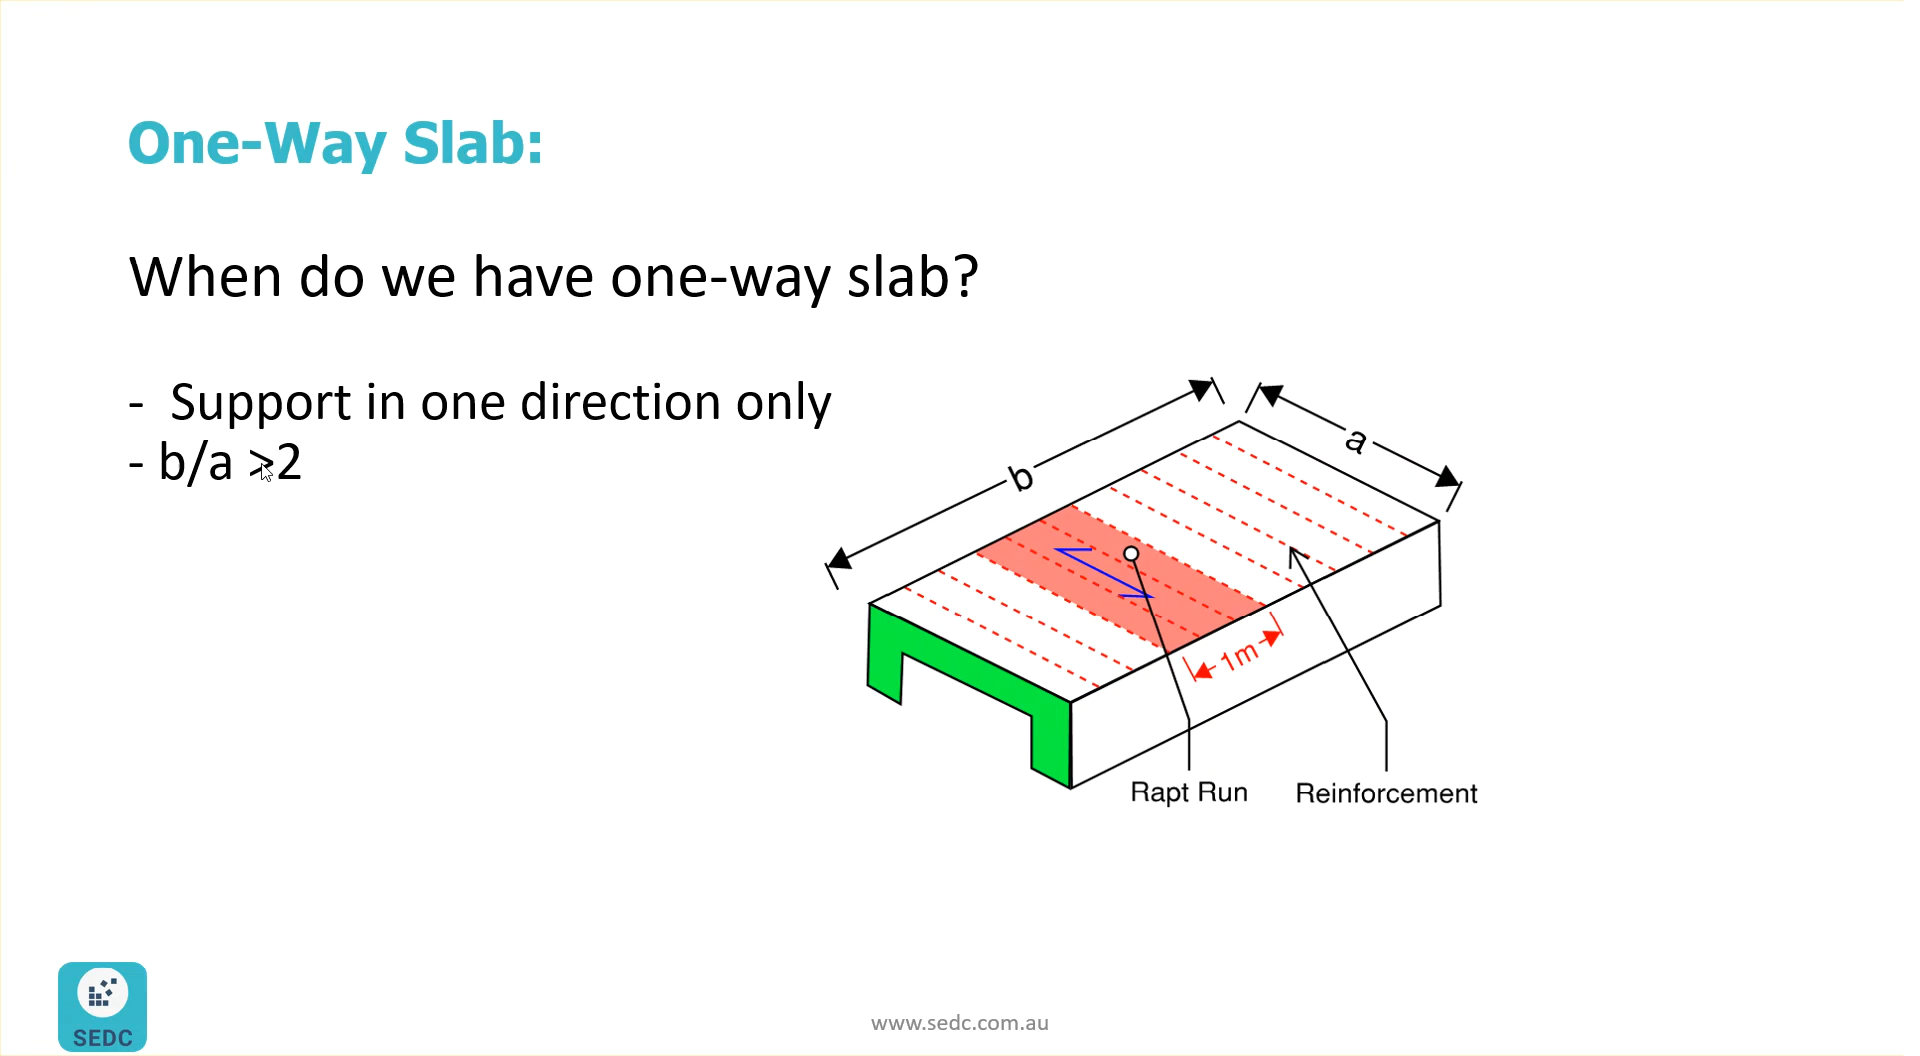 One-Way Slab:
When do we have one-way slab?
- Support in one direction only
- b/a >2
b
a
1m
Rapt Run
Reinforcement
SEDC
www.sedc.com.au